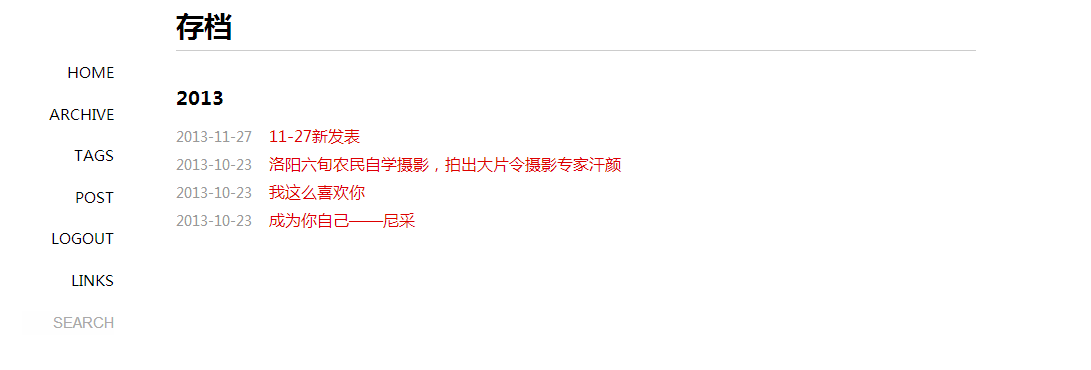 存档
HOME
ARCHIVE
TAGS
POST
LOGOUT
LINKS
SEARCH
2013
2013-11-27 11-27新发表
2013-10-23 洛阳六旬农民自学摄影，拍出大片令摄影专家汗颜
2013-10-23 我这么喜欢你
2013-10-23 成为你自己——尼采